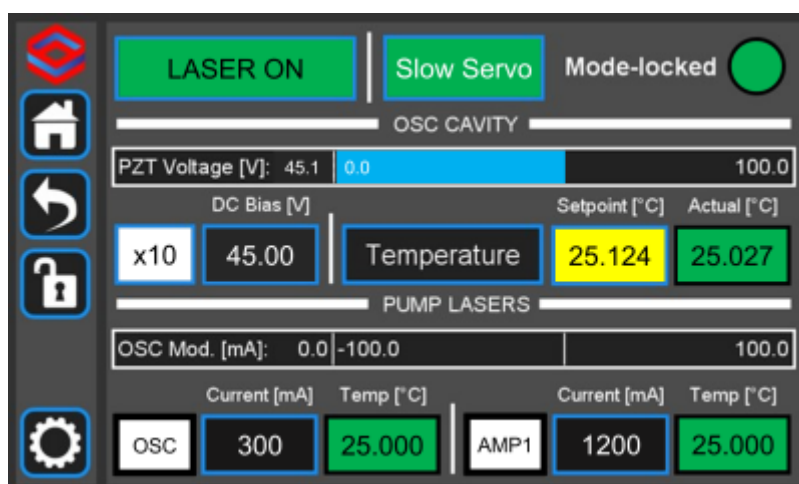 LASER ON Slow Servo Mode-locked
OSC CAVITY
PZT Voltage [V]: 45.1 0.0 100.0
DC Bias [V] Setpoint [°C] Actual [°C]
x10 45.00 Temperature 25.124 25.027
PUMP LASERS
OSC Mod. [mA]: 0.0 -100.0 100.0
Current [mA] Temp [°C] Current [mA] Temp [°C]
OSC 300 25.000 AMP1 1200 25.000